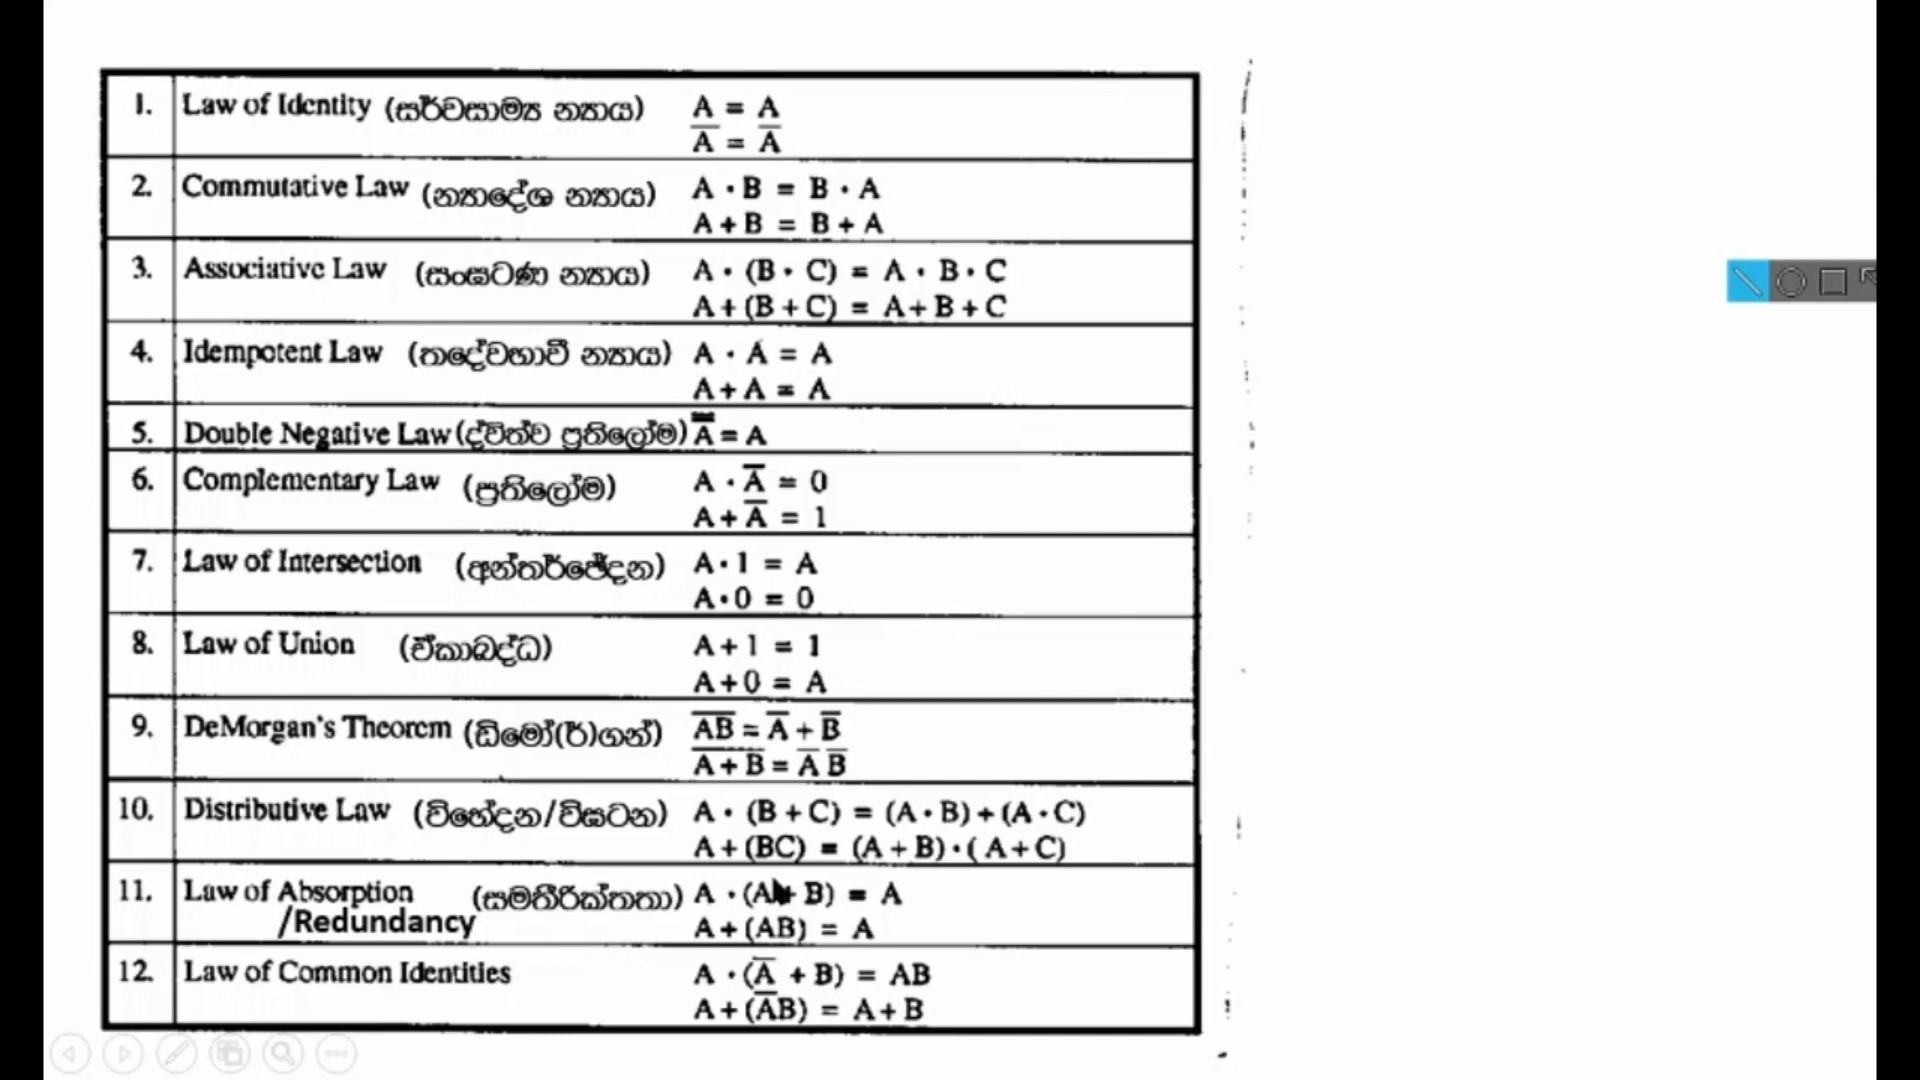 1. Law of Identity (සර්වසාම්‍ය න්‍යාය) A = A
A̅ = A̅
2. Commutative Law (න්‍යාදේශ න්‍යාය) A · B = B · A
A + B = B + A
3. Associative Law (සංඝටණ න්‍යාය) A · (B · C) = A · B · C
A + (B + C) = A + B + C
4. Idempotent Law (තදේවභාවී න්‍යාය) A · A = A
A + A = A
5. Double Negative Law (ද්විත්ව ප්‍රතිලෝම) A̿ = A
6. Complementary Law (ප්‍රතිලෝම) A · A̅ = 0
A + A̅ = 1
7. Law of Intersection (අන්තර්ඡේදන) A · 1 = A
A · 0 = 0
8. Law of Union (ඒකාබද්ධ) A + 1 = 1
A + 0 = A
9. DeMorgan's Theorem (ඩිමෝ(ර්)ගන්) A̅B̅ = A̅ + B̅
A̅ ̅+̅ ̅B̅ = A̅ B̅
10. Distributive Law (විභේදන/විඝටන) A · (B + C) = (A · B) + (A · C)
A + (BC) = (A + B) · (A + C)
11. Law of Absorption (සමතිරික්තතා) A · (A + B) = A
/Redundancy A + (AB) = A
12. Law of Common Identities A · (A̅ + B) = AB
A + (A̅B) = A + B